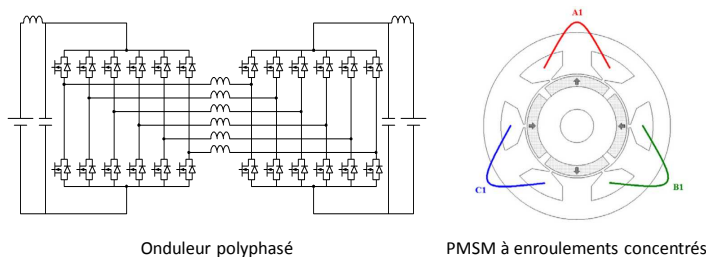 A1
C1
B1
Onduleur polyphasé
PMSM à enroulements concentrés